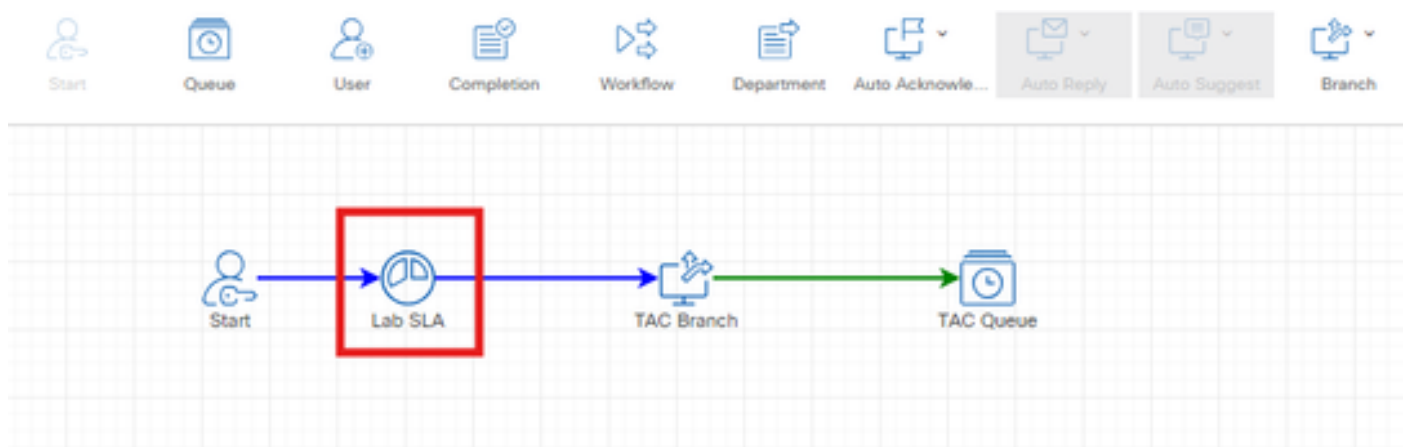 Start Queue User Completion Workflow Department Auto Acknowle... Auto Reply Auto Suggest Branch
Start Lab SLA TAC Branch TAC Queue